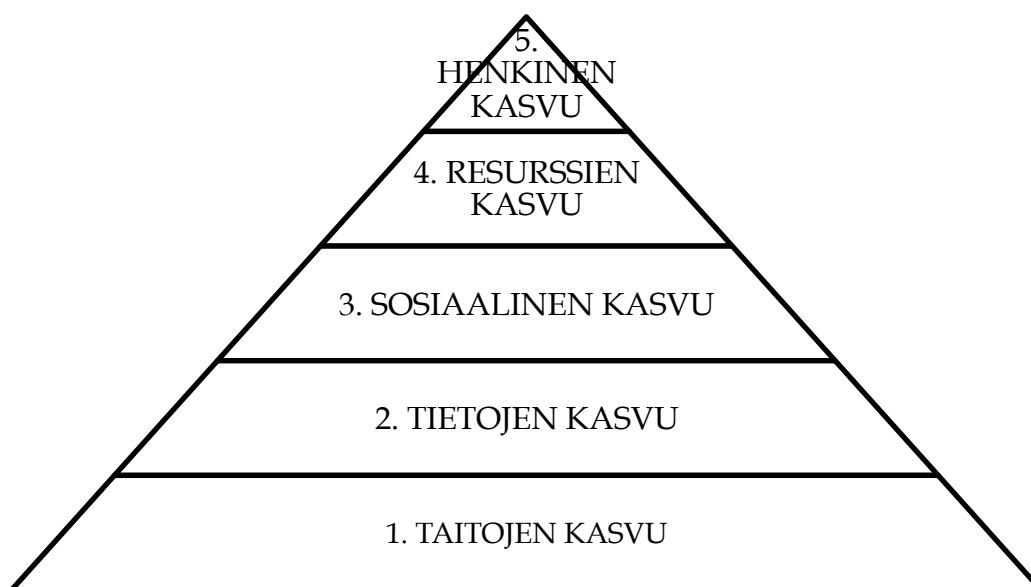 5.
HENKINEN
KASVU
4. RESURSSIEN
KASVU
3. SOSIAALINEN KASVU
2. TIETOJEN KASVU
1. TAITOJEN KASVU